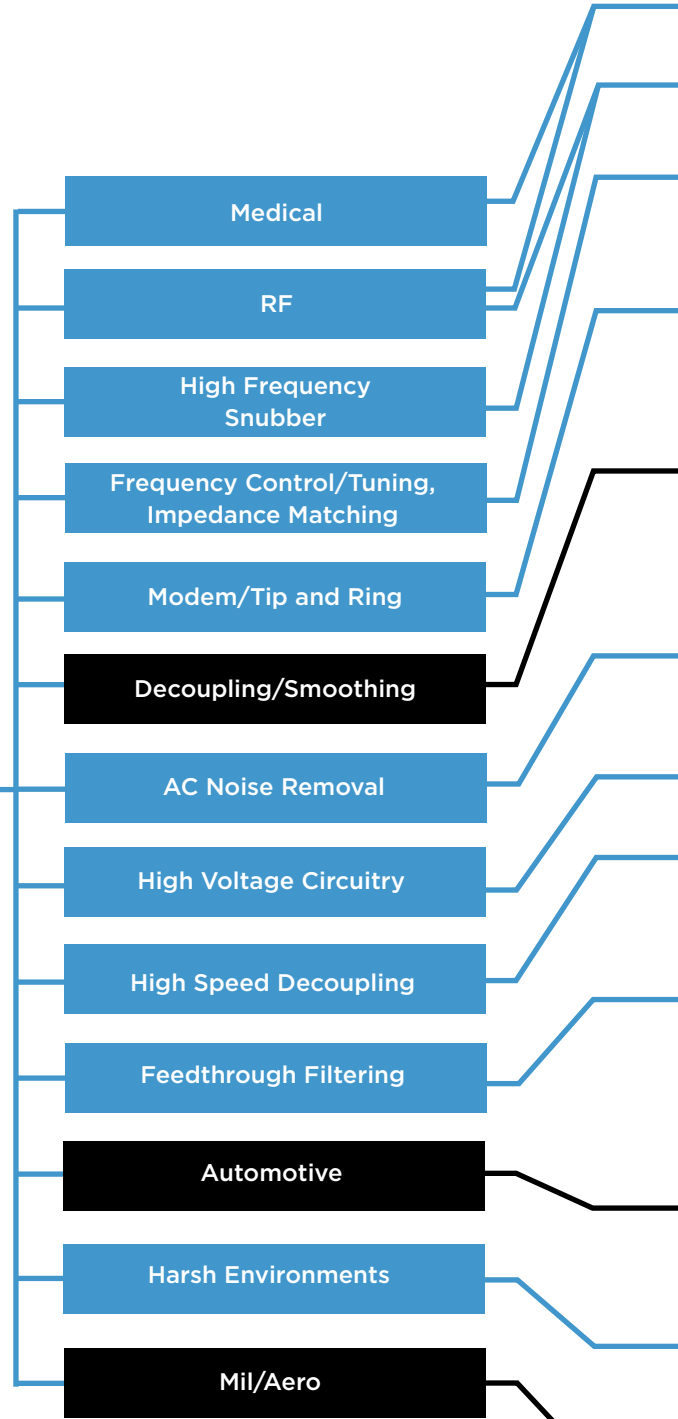 Medical
RF
High Frequency
Snubber
Frequency Control/Tuning,
Impedance Matching
Modem/Tip and Ring
Decoupling/Smoothing
AC Noise Removal
High Voltage Circuitry
High Speed Decoupling
Feedthrough Filtering
Automotive
Harsh Environments
Mil/Aero